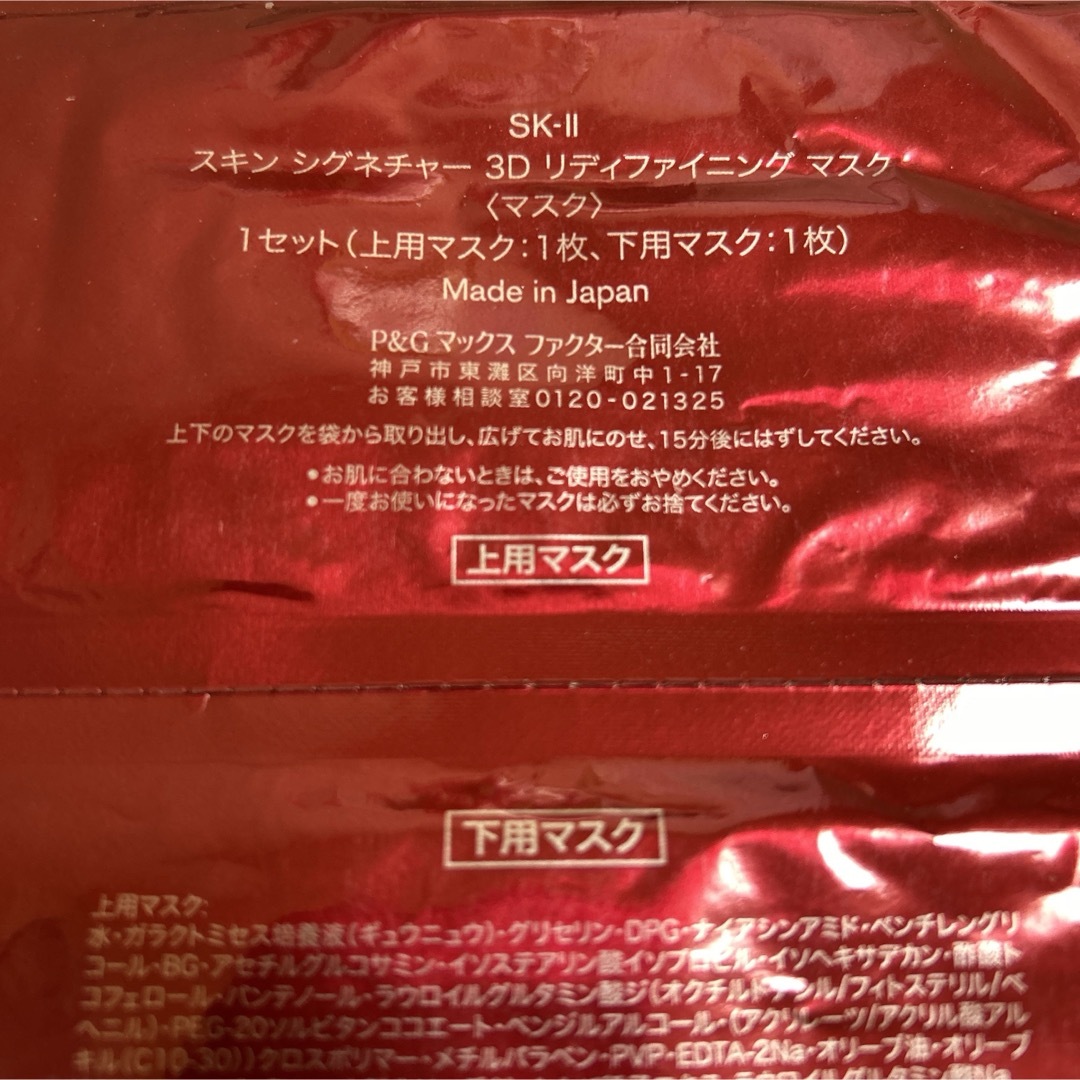 SK-II
スキン シグネチャー 3D リディファイニング マスク
〈マスク〉
1セット(上用マスク:1枚、下用マスク:1枚)
Made in Japan
P&G マックス ファクター合同会社
神戸市東灘区向洋町中1-17
お客様相談室0120-021325
上下のマスクを袋から取り出し、広げてお肌にのせ、15分後にはずしてください。
•お肌に合わないときは、ご使用をおやめください。
•一度お使いになったマスクは必ずお捨てください。
上用マスク
下用マスク
上用マスク:
水・ガラクトミセス培養液(ギュウニュウ)・グリセリン・DPG・ナイアシンアミド・ペンチレングリ
コール・BG・アセチルグルコサミン・イソステアリン酸イソプロピル・イソヘキサデカン・酢酸ト
コフェロール・パンテノール・ラウロイルグルタミン酸ジ(オクチルドデシル/フィトステリル/ベ
ヘニル)・PEG-20ソルビタンココエート・ベンジルアルコール・(アクリレーツ/アクリル酸アル
キル(C10-30))クロスポリマー・メチルパラベン・PVP・EDTA-2Na・オリーブ油・オリーブ
ラウロイルグルタミン酸Na